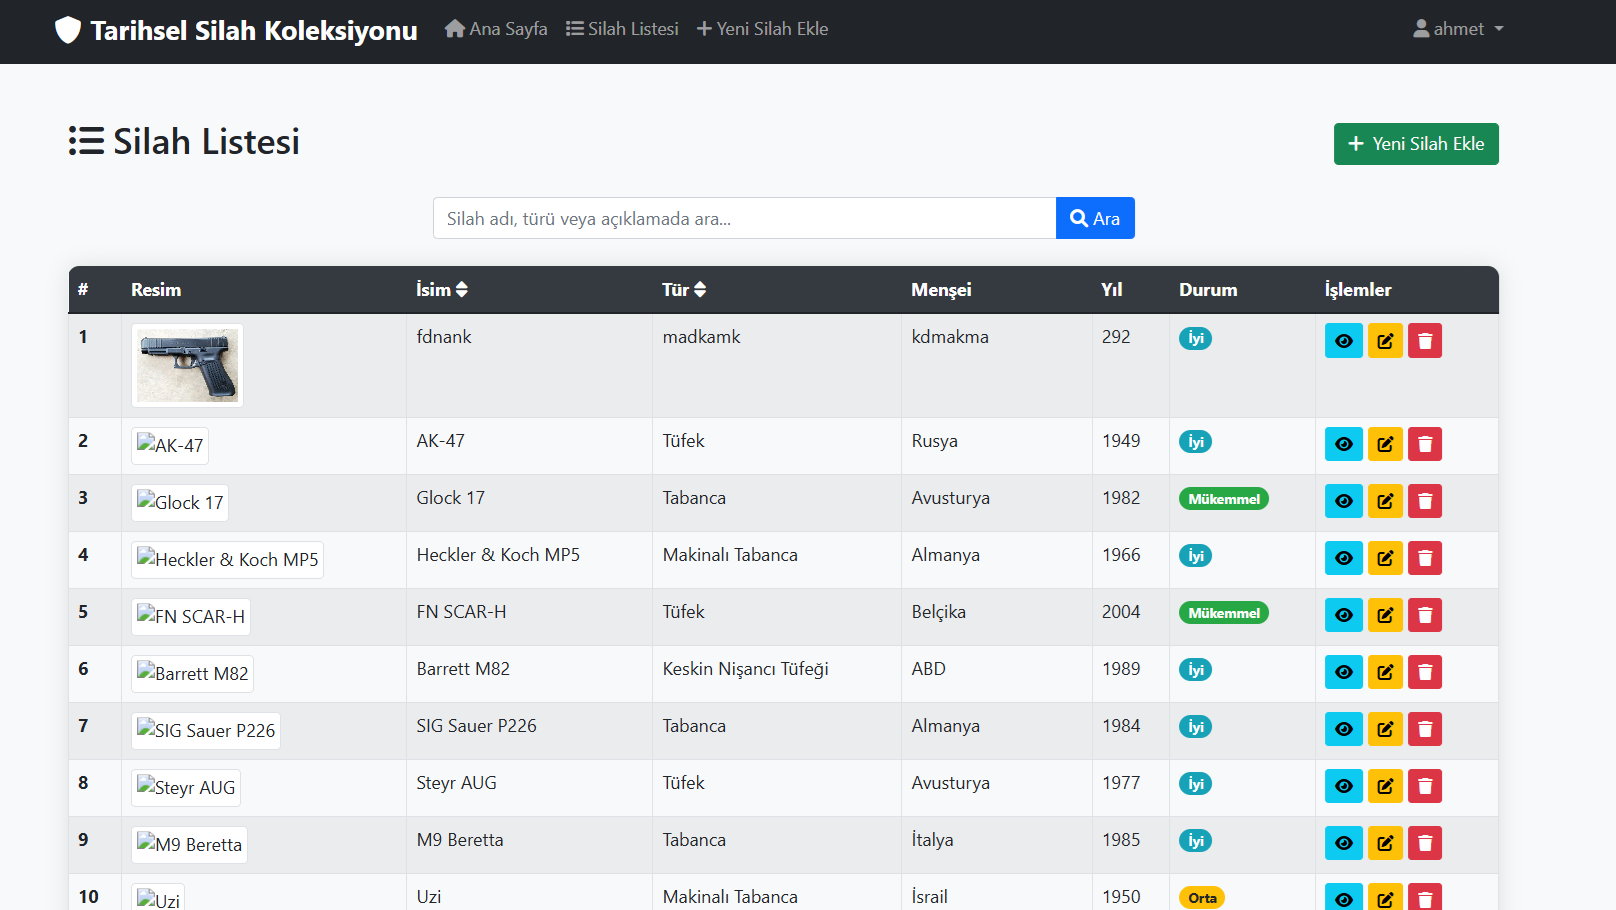 Tarihsel Silah Koleksiyonu Ana Sayfa Silah Listesi Yeni Silah Ekle ahmet
Silah Listesi
Yeni Silah Ekle
Silah adı, türü veya açıklamada ara... Ara
# Resim İsim Tür Menşei Yıl Durum İşlemler
1 fdnank madkamk kdmakma 292 İyi
2 AK-47 AK-47 Tüfek Rusya 1949 İyi
3 Glock 17 Glock 17 Tabanca Avusturya 1982 Mükemmel
4 Heckler & Koch MP5 Heckler & Koch MP5 Makinalı Tabanca Almanya 1966 İyi
5 FN SCAR-H FN SCAR-H Tüfek Belçika 2004 Mükemmel
6 Barrett M82 Barrett M82 Keskin Nişancı Tüfeği ABD 1989 İyi
7 SIG Sauer P226 SIG Sauer P226 Tabanca Almanya 1984 İyi
8 Steyr AUG Steyr AUG Tüfek Avusturya 1977 İyi
9 M9 Beretta M9 Beretta Tabanca İtalya 1985 İyi
10 Uzi Uzi Makinalı Tabanca İsrail 1950 Orta